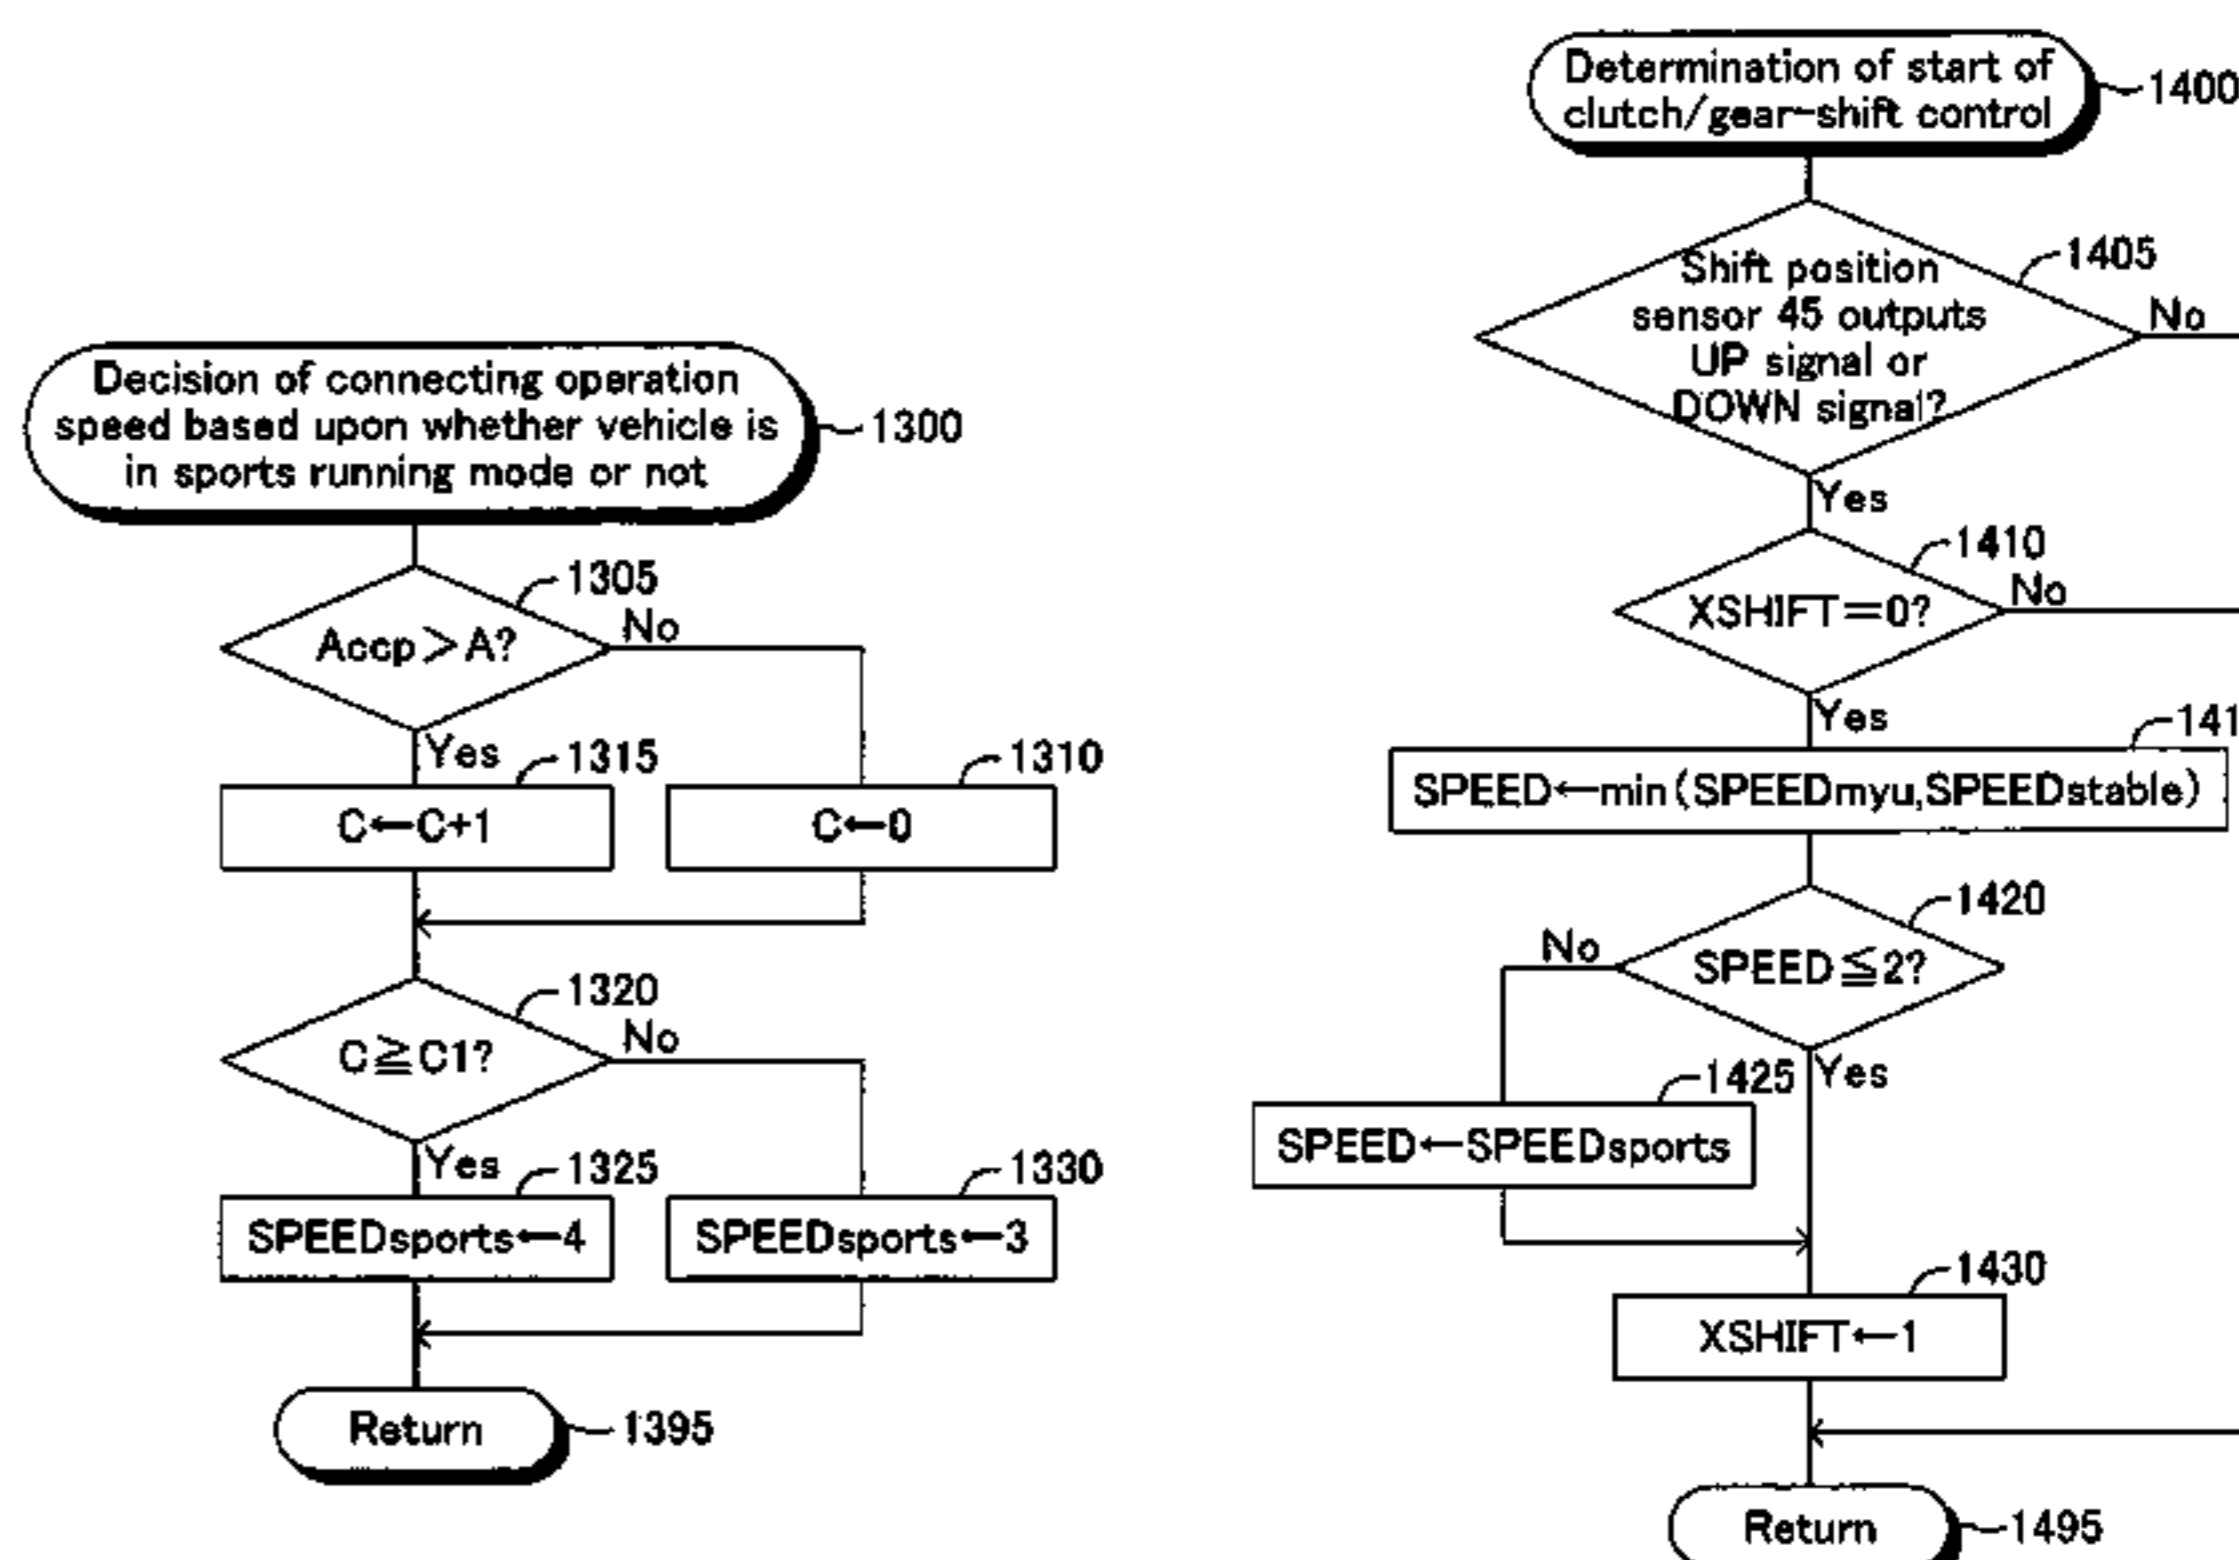 Decision of connecting operation
speed based upon whether vehicle is
in sports running mode or not
1300
1305
Accp>A?
No
Yes
1315
C←C+1
1310
C←0
1320
C≧C1?
No
Yes
1325
SPEEDsports←4
1330
SPEEDsports←3
Return
1395
Determination of start of
clutch/gear-shift control
1400
1405
Shift position
sensor 45 outputs
UP signal or
DOWN signal?
No
Yes
1410
XSHIFT=0?
No
Yes
141
SPEED←min(SPEEDmyu,SPEEDstable)
1420
SPEED≦2?
No
Yes
1425
SPEED←SPEEDsports
1430
XSHIFT←1
Return
1495